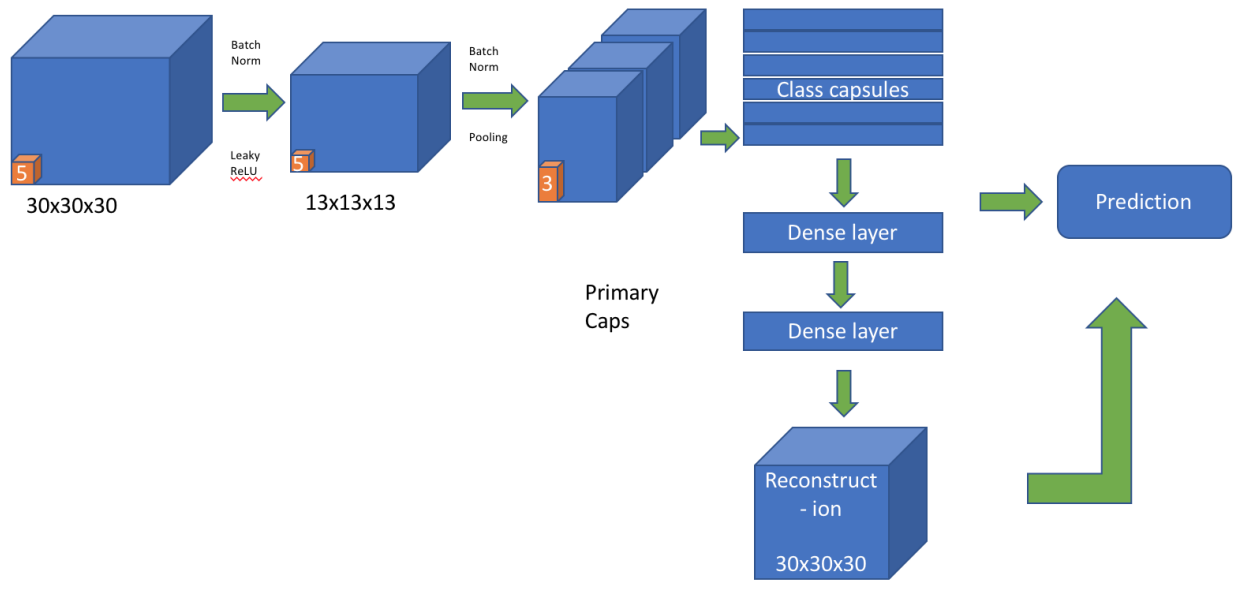 Batch
Norm
Leaky
ReLU
5
30x30x30
Batch
Norm
Pooling
5
13x13x13
3
Primary
Caps
Class capsules
Dense layer
Dense layer
Reconstruct
- ion
30x30x30
Prediction